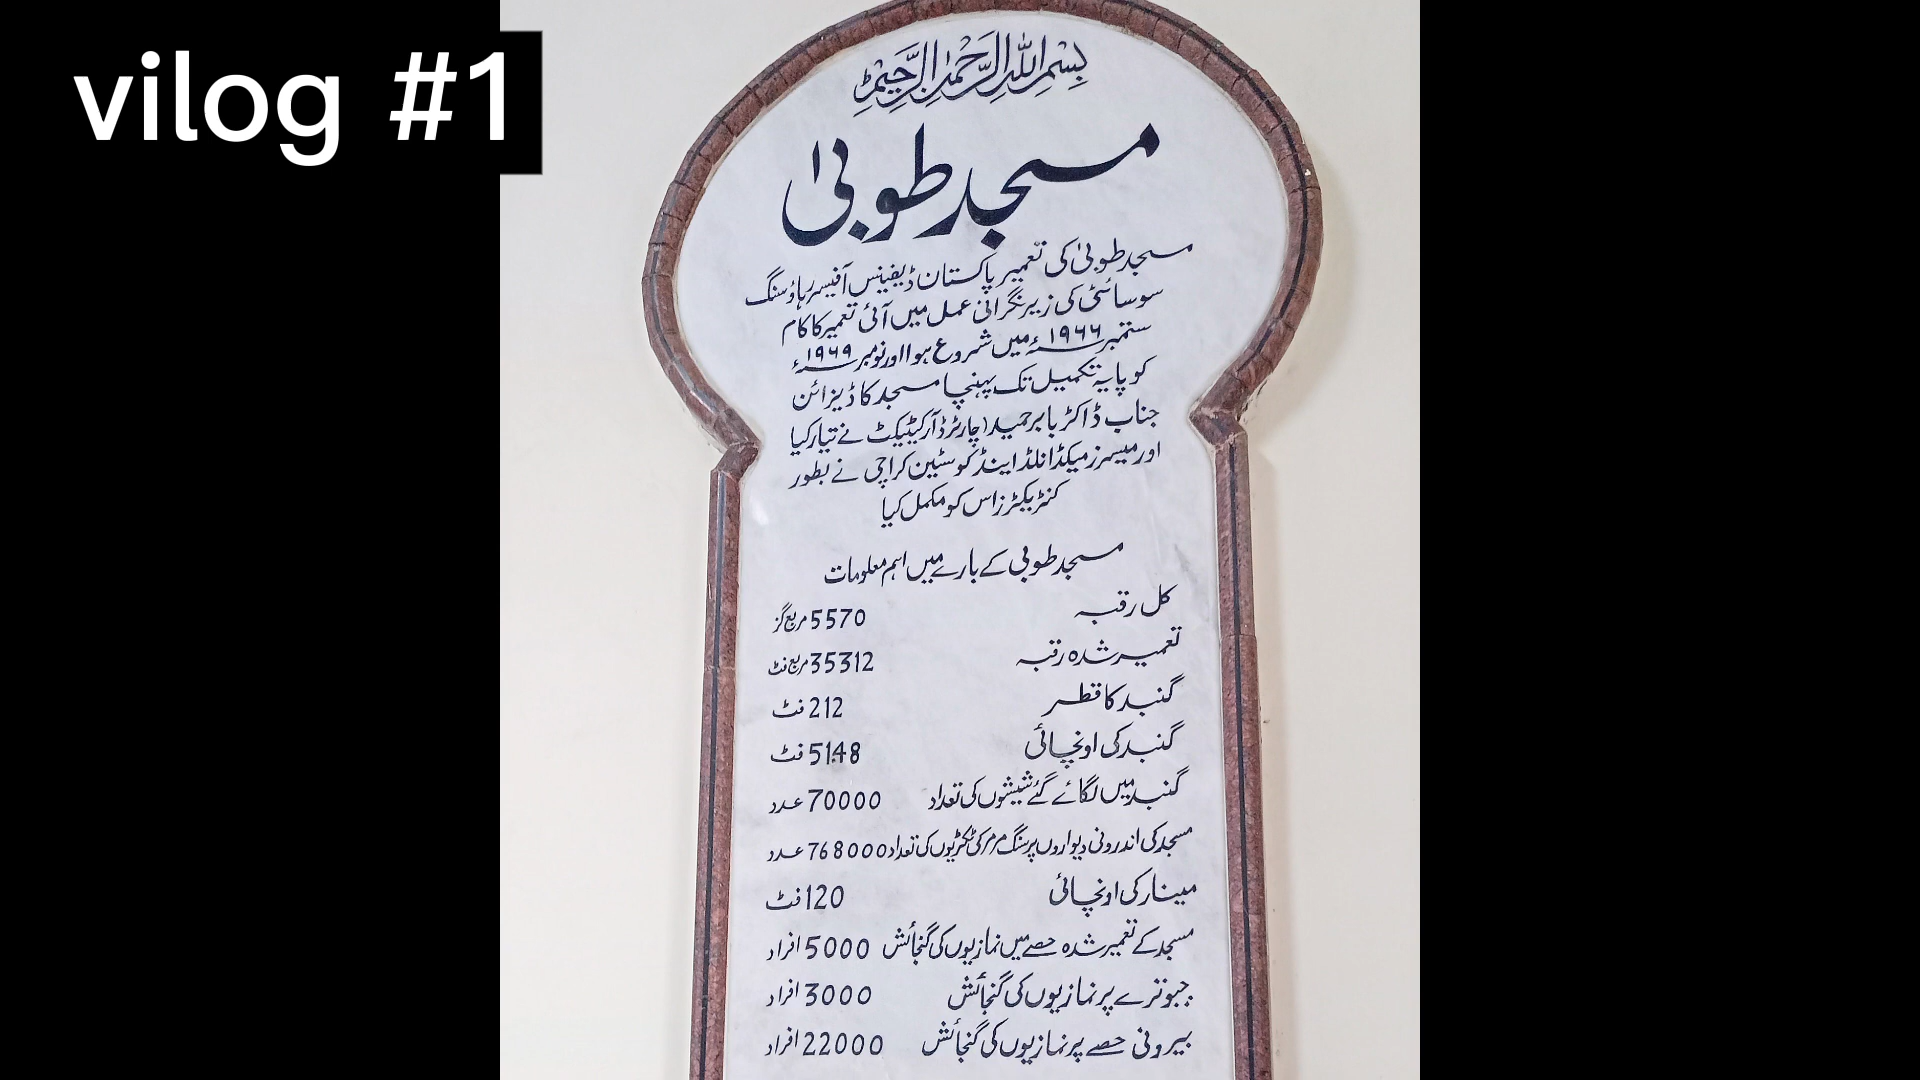 vilog #1
بِسْمِ اللّٰهِ الرَّحْمٰنِ الرَّحِيْمِ
مسجد طوبیٰ
مسجد طوبیٰ کی تعمیر پاکستان ڈیفینس آفیسر ہاؤسنگ
سوسائٹی کی زیر نگرانی عمل میں آئی تعمیر کا کام
ستمبر ۱۹۶۶ء میں شروع ہوا اور نومبر ۱۹۶۹ء
کو پایہ تکمیل تک پہنچا مسجد کا ڈیزائن
جناب ڈاکٹر بابر حمید (چارٹرڈ آرکیٹیکٹ نے تیار کیا
اور میسرز میکڈانلڈ اینڈ کوسٹین کراچی نے بطور
کنٹریکٹرز اس کو مکمل کیا
مسجد طوبی کے بارے میں اہم معلومات
کل رقبہ 5570 مربع گز
تعمیر شدہ رقبہ 35312 مربع فٹ
گنبد کا قطر 212 فٹ
گنبد کی اونچائی 51.48 فٹ
گنبد میں لگائے گئے شیشوں کی تعداد 70000 عدد
مسجد کی اندرونی دیواروں پر سنگ مرمر کی ٹکڑیوں کی تعداد 768000 عدد
مینار کی اونچائی 120 فٹ
مسجد کے تعمیر شدہ حصے میں نمازیوں کی گنجائش 5000 افراد
چبوترے پر نمازیوں کی گنجائش 3000 افراد
بیرونی حصے پر نمازیوں کی گنجائش 22000 افراد